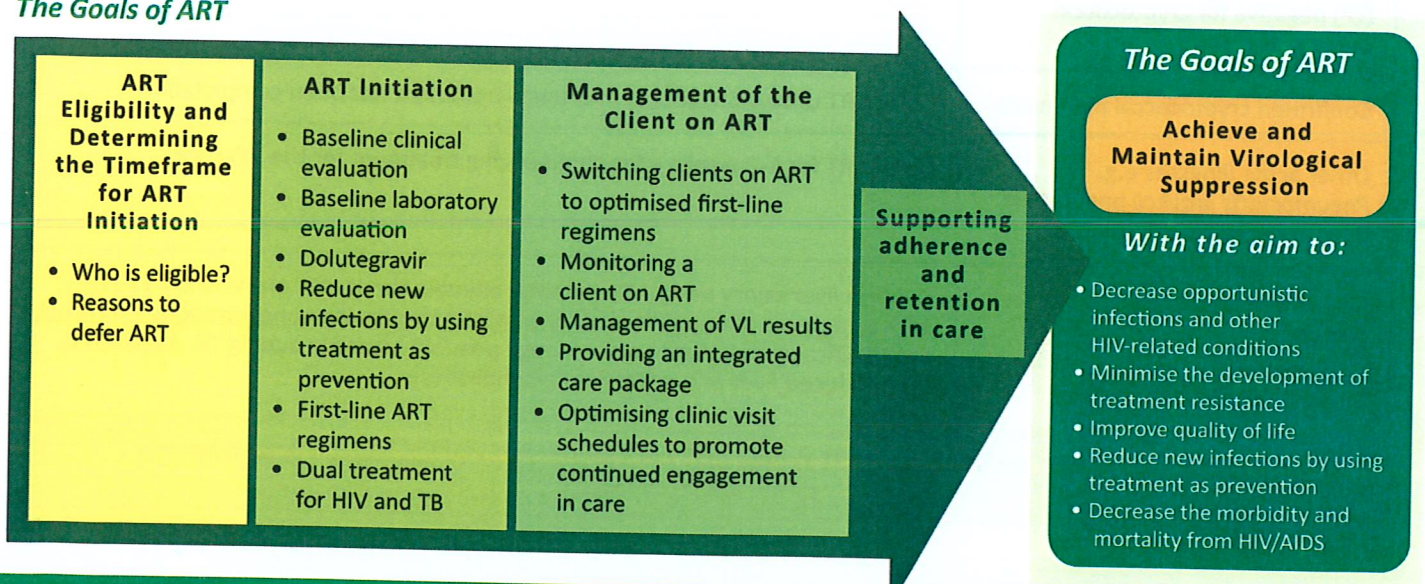 The Goals of ART
ART
Eligibility and
Determining
the Timeframe
for ART
Initiation
• Who is eligible?
• Reasons to
defer ART
ART Initiation
• Baseline clinical
evaluation
• Baseline laboratory
evaluation
• Dolutegravir
• Reduce new
infections by using
treatment as
prevention
• First-line ART
regimens
• Dual treatment
for HIV and TB
Management of the
Client on ART
• Switching clients on ART
to optimised first-line
regimens
• Monitoring a
client on ART
• Management of VL results
• Providing an integrated
care package
• Optimising clinic visit
schedules to promote
continued engagement
in care
Supporting
adherence
and
retention
in care
The Goals of ART
Achieve and
Maintain Virological
Suppression
With the aim to:
• Decrease opportunistic
infections and other
HIV-related conditions
• Minimise the development of
treatment resistance
• Improve quality of life
• Reduce new infections by using
treatment as prevention
• Decrease the morbidity and
mortality from HIV/AIDS